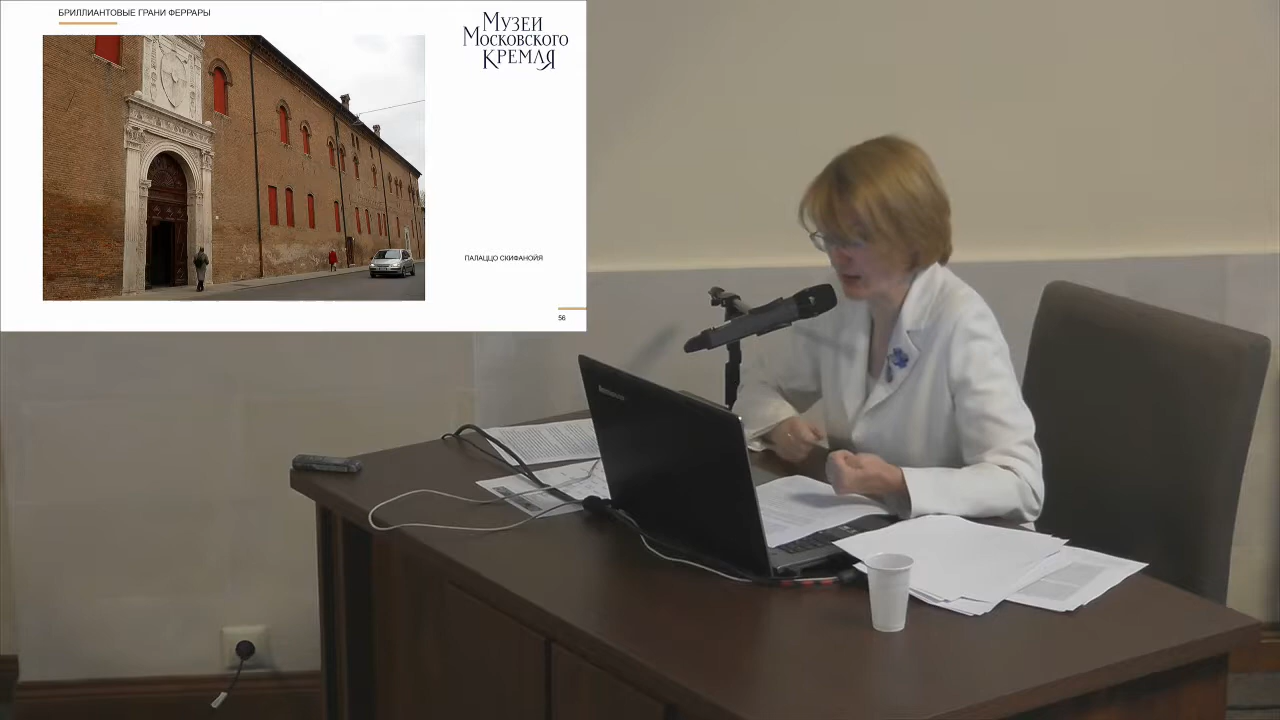 БРИЛЛИАНТОВЫЕ ГРАНИ ФЕРРАРЫ
МУЗЕИ
МОСКОВСКОГО
КРЕМЛЯ
ПАЛАЦЦО СКИФАНОЙЯ
56